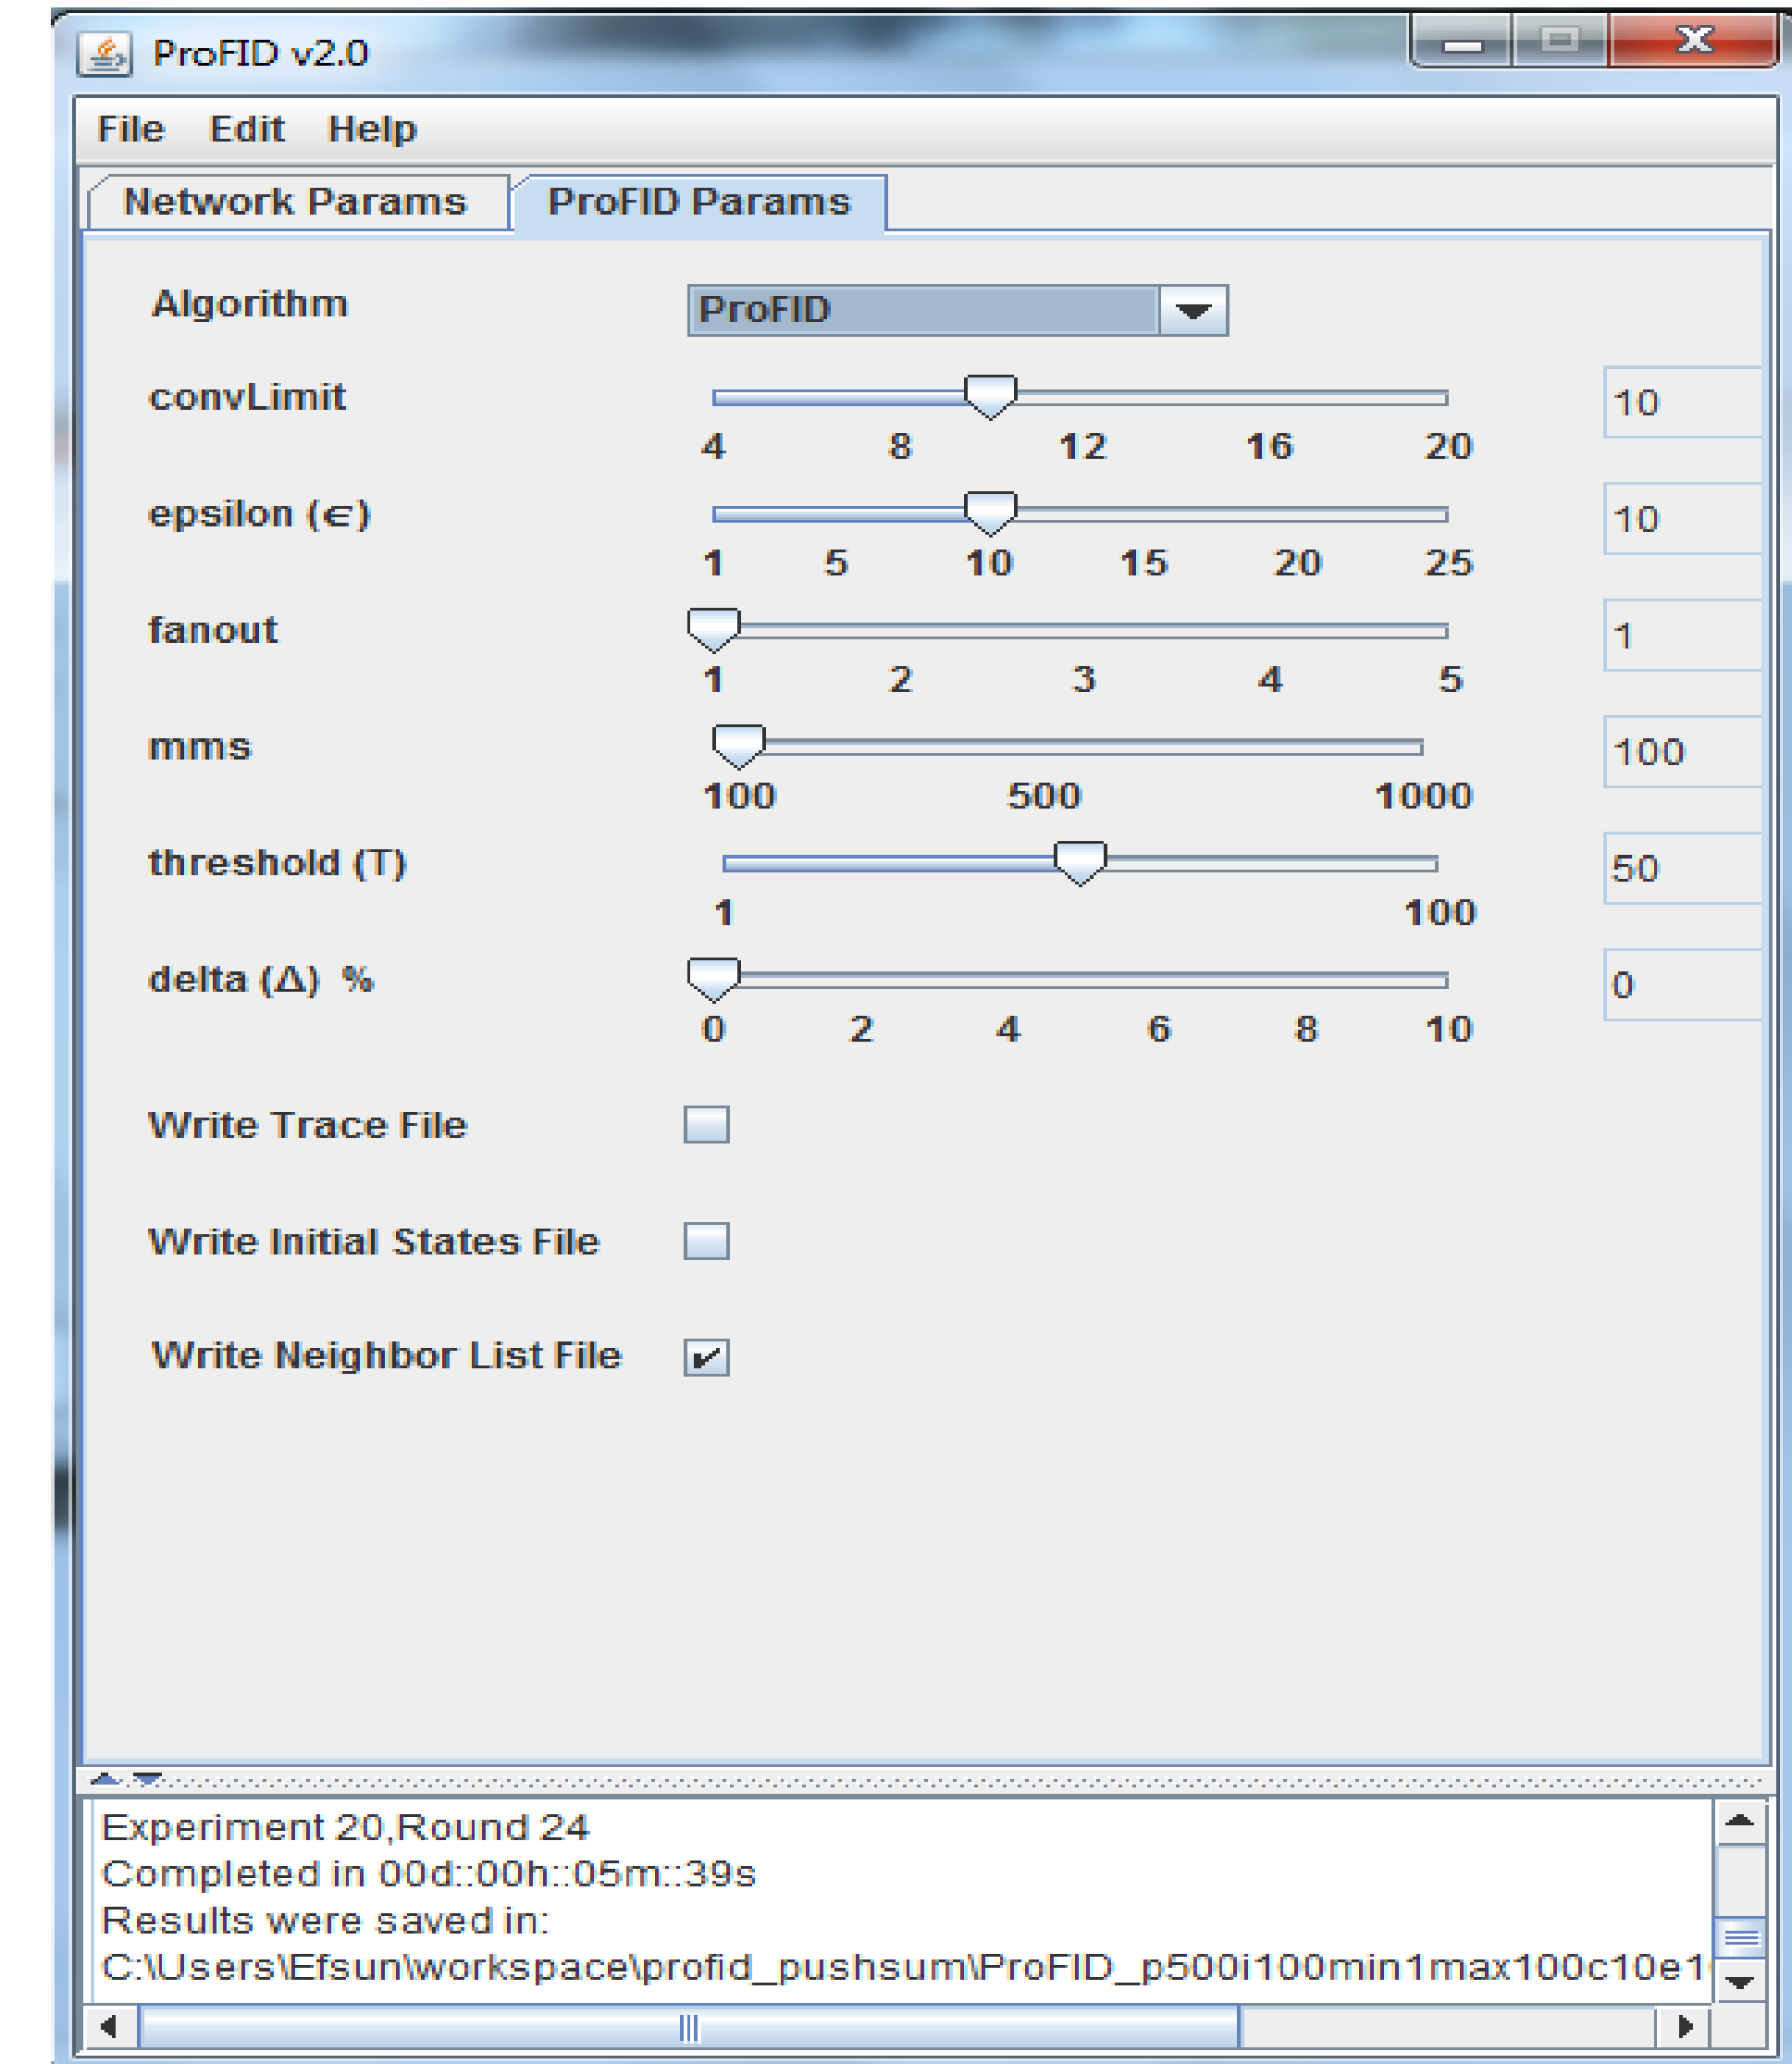 ProFID v2.0
File Edit Help
Network Params ProFID Params
Algorithm ProFID
convLimit 10
4 8 12 16 20
epsilon (ϵ) 10
1 5 10 15 20 25
fanout 1
1 2 3 4 5
mms 100
100 500 1000
threshold (T) 50
1 100
delta (Δ) % 0
0 2 4 6 8 10
Write Trace File
Write Initial States File
Write Neighbor List File
Experiment 20,Round 24
Completed in 00d::00h::05m::39s
Results were saved in:
C:\Users\Efsun\workspace\profid_pushsum\ProFID_p500i100min1max100c10e1